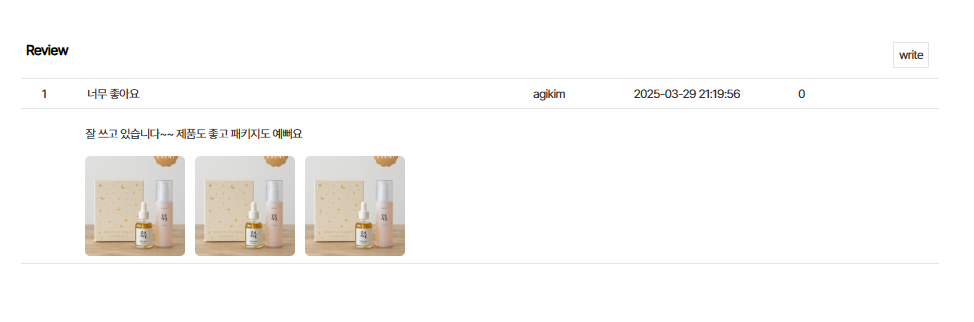 Review
write
1 너무 좋아요 agikim 2025-03-29 21:19:56 0
잘 쓰고 있습니다~~ 제품도 좋고 패키지도 예뻐요